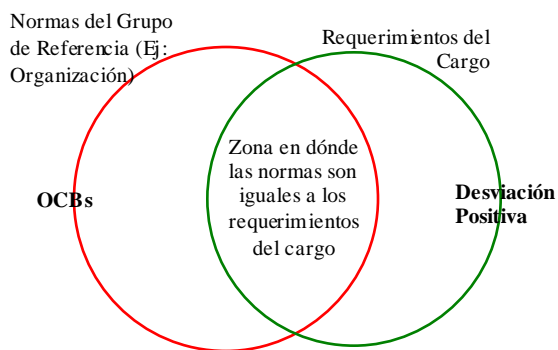 Normas del Grupo
de Referencia (Ej:
Organización)
Requerimientos del
Cargo
Zona en dónde
las normas son
iguales a los
requerimientos
del cargo
OCBs
Desviación
Positiva